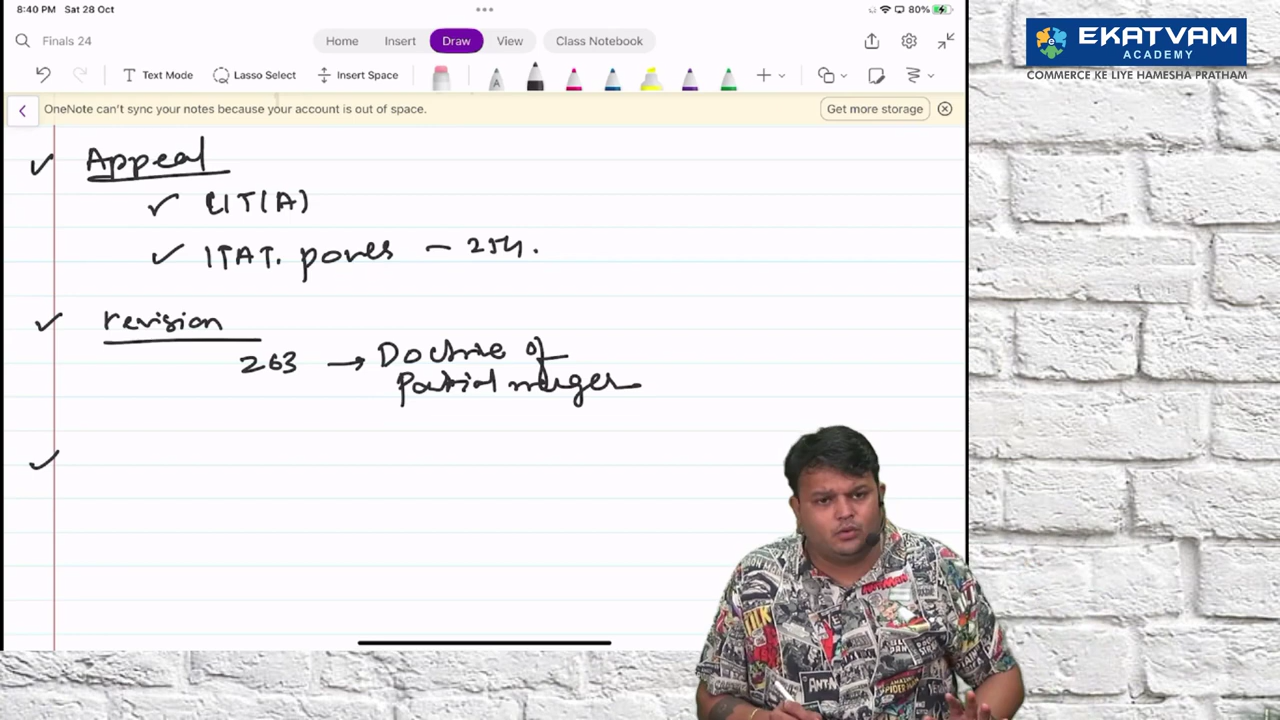 8:40 PM Sat 28 Oct
80%
Finals 24
Home Insert Draw View Class Notebook
Text Mode Lasso Select Insert Space
OneNote can't sync your notes because your account is out of space. Get more storage
Appeal
CIT(A)
ITAT. powes - 254.
revision
263 → Doctrie of
Partial merger
EKATVAM
ACADEMY
COMMERCE KE LIYE HAMESHA PRATHAM